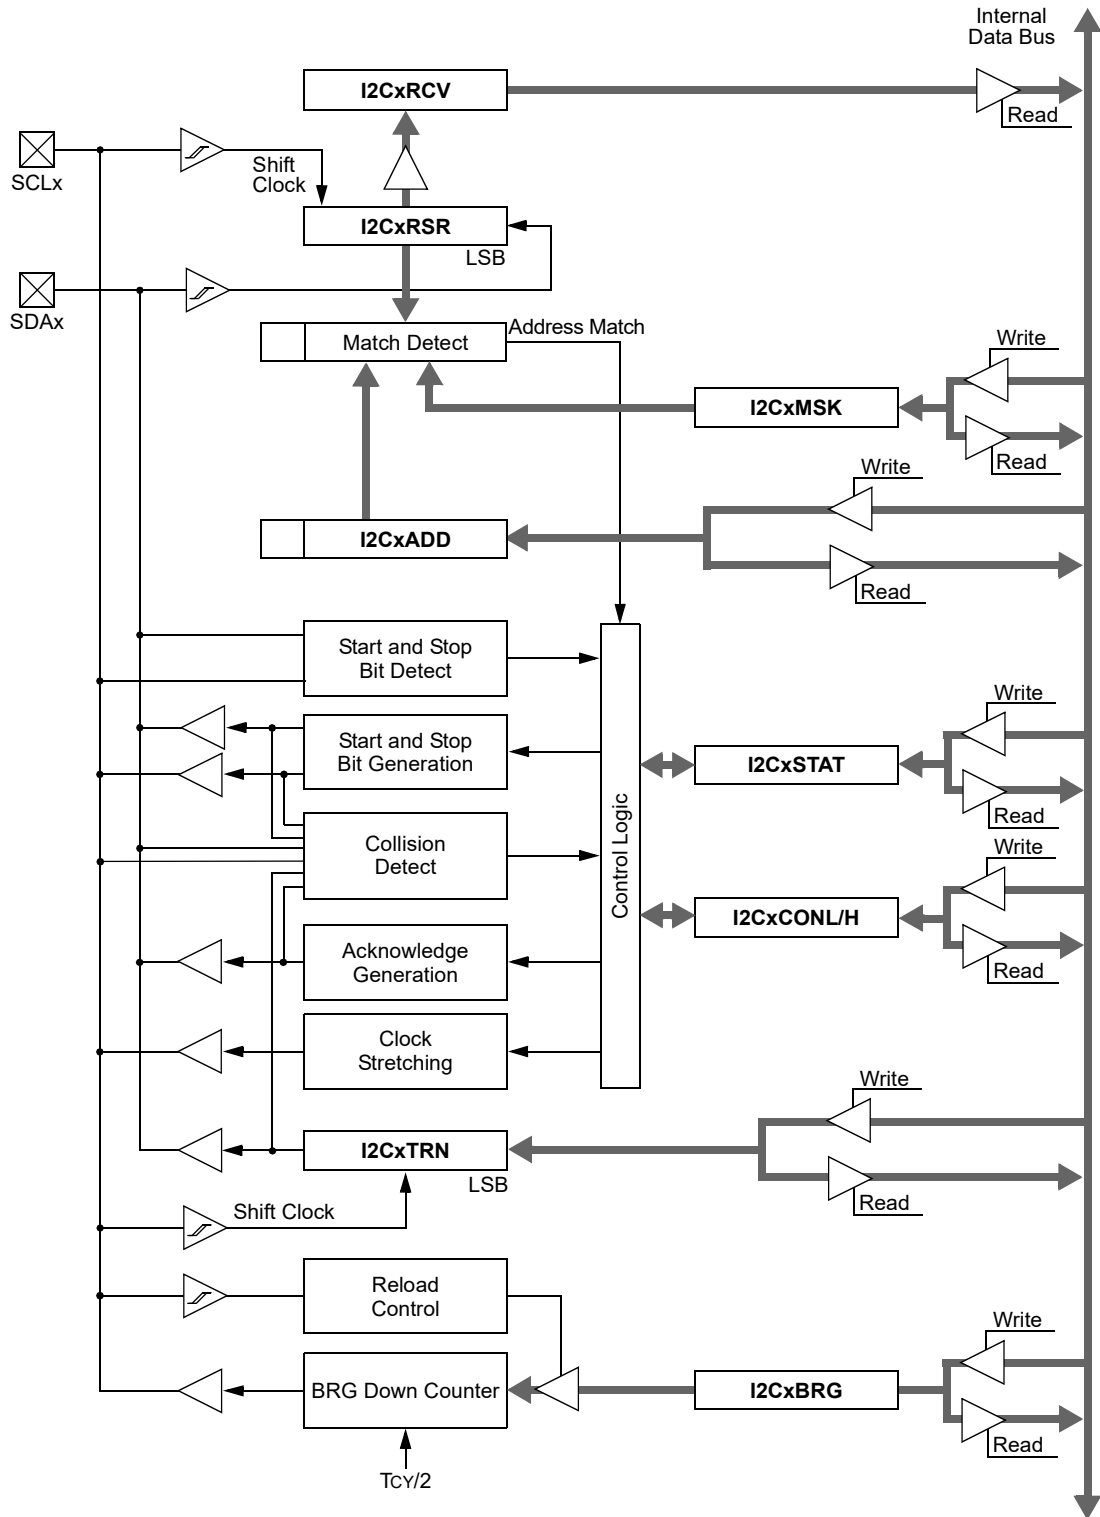 Internal
Data Bus
I2CxRCV
Read
SCLx
Shift
Clock
I2CxRSR
LSB
SDAx
Address Match
Match Detect
Write
I2CxMSK
Read
Write
I2CxADD
Read
Start and Stop
Bit Detect
Write
Start and Stop
Bit Generation
I2CxSTAT
Read
Control Logic
Collision
Detect
Write
I2CxCONL/H
Read
Acknowledge
Generation
Clock
Stretching
Write
I2CxTRN
LSB
Read
Shift Clock
Reload
Control
Write
BRG Down Counter
I2CxBRG
Read
TCY/2